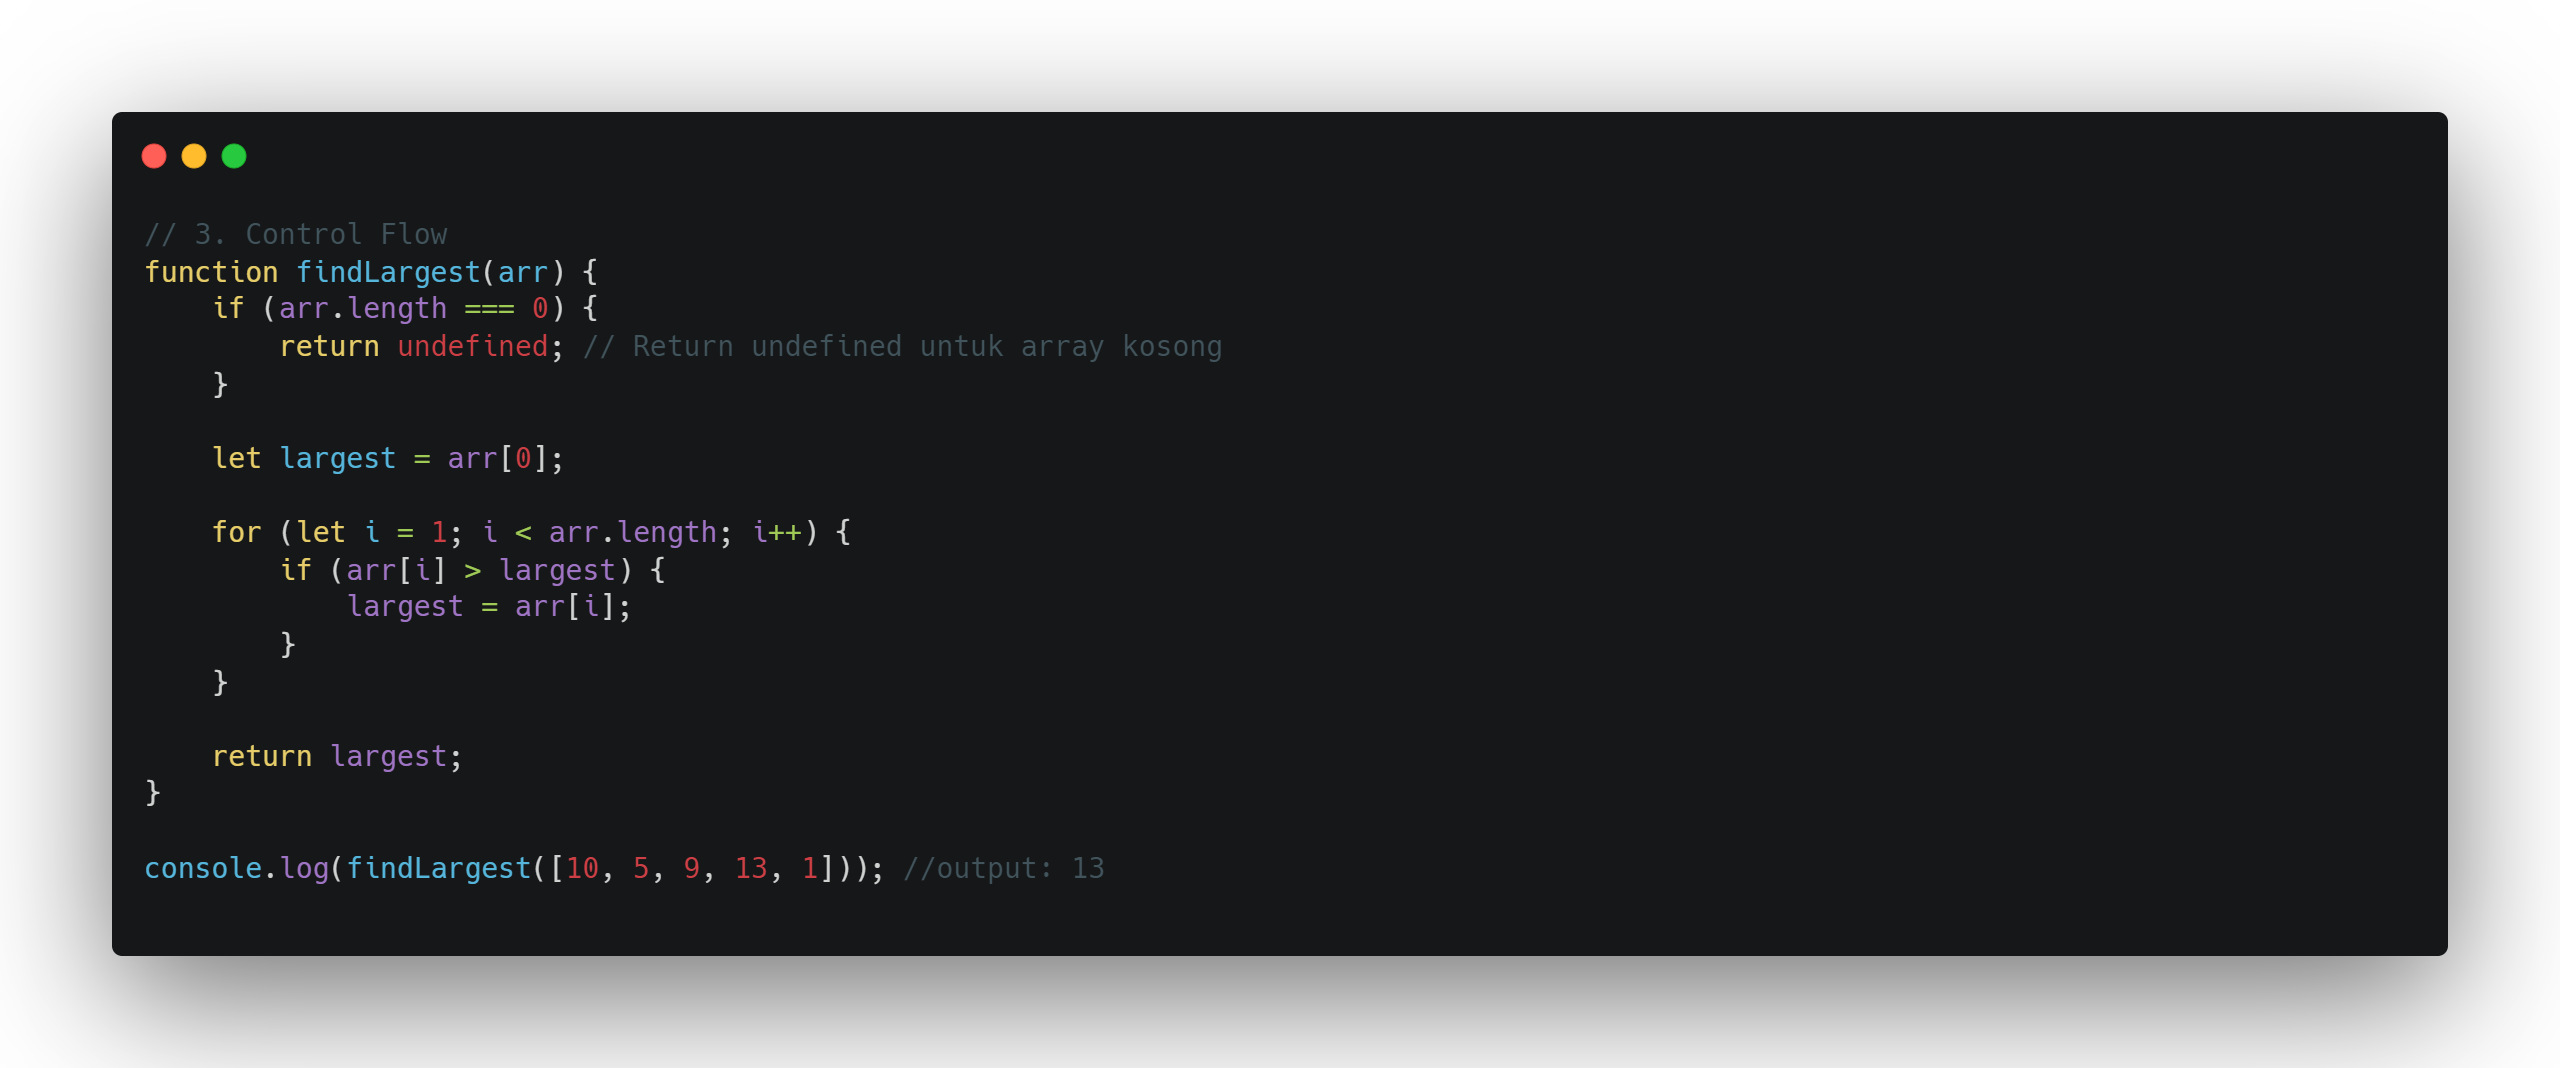 // 3. Control Flow
function findLargest(arr) {
    if (arr.length === 0) {
        return undefined; // Return undefined untuk array kosong
    }
    let largest = arr[0];
    for (let i = 1; i < arr.length; i++) {
        if (arr[i] > largest) {
            largest = arr[i];
        }
    }
    return largest;
}
console.log(findLargest([10, 5, 9, 13, 1])); //output: 13